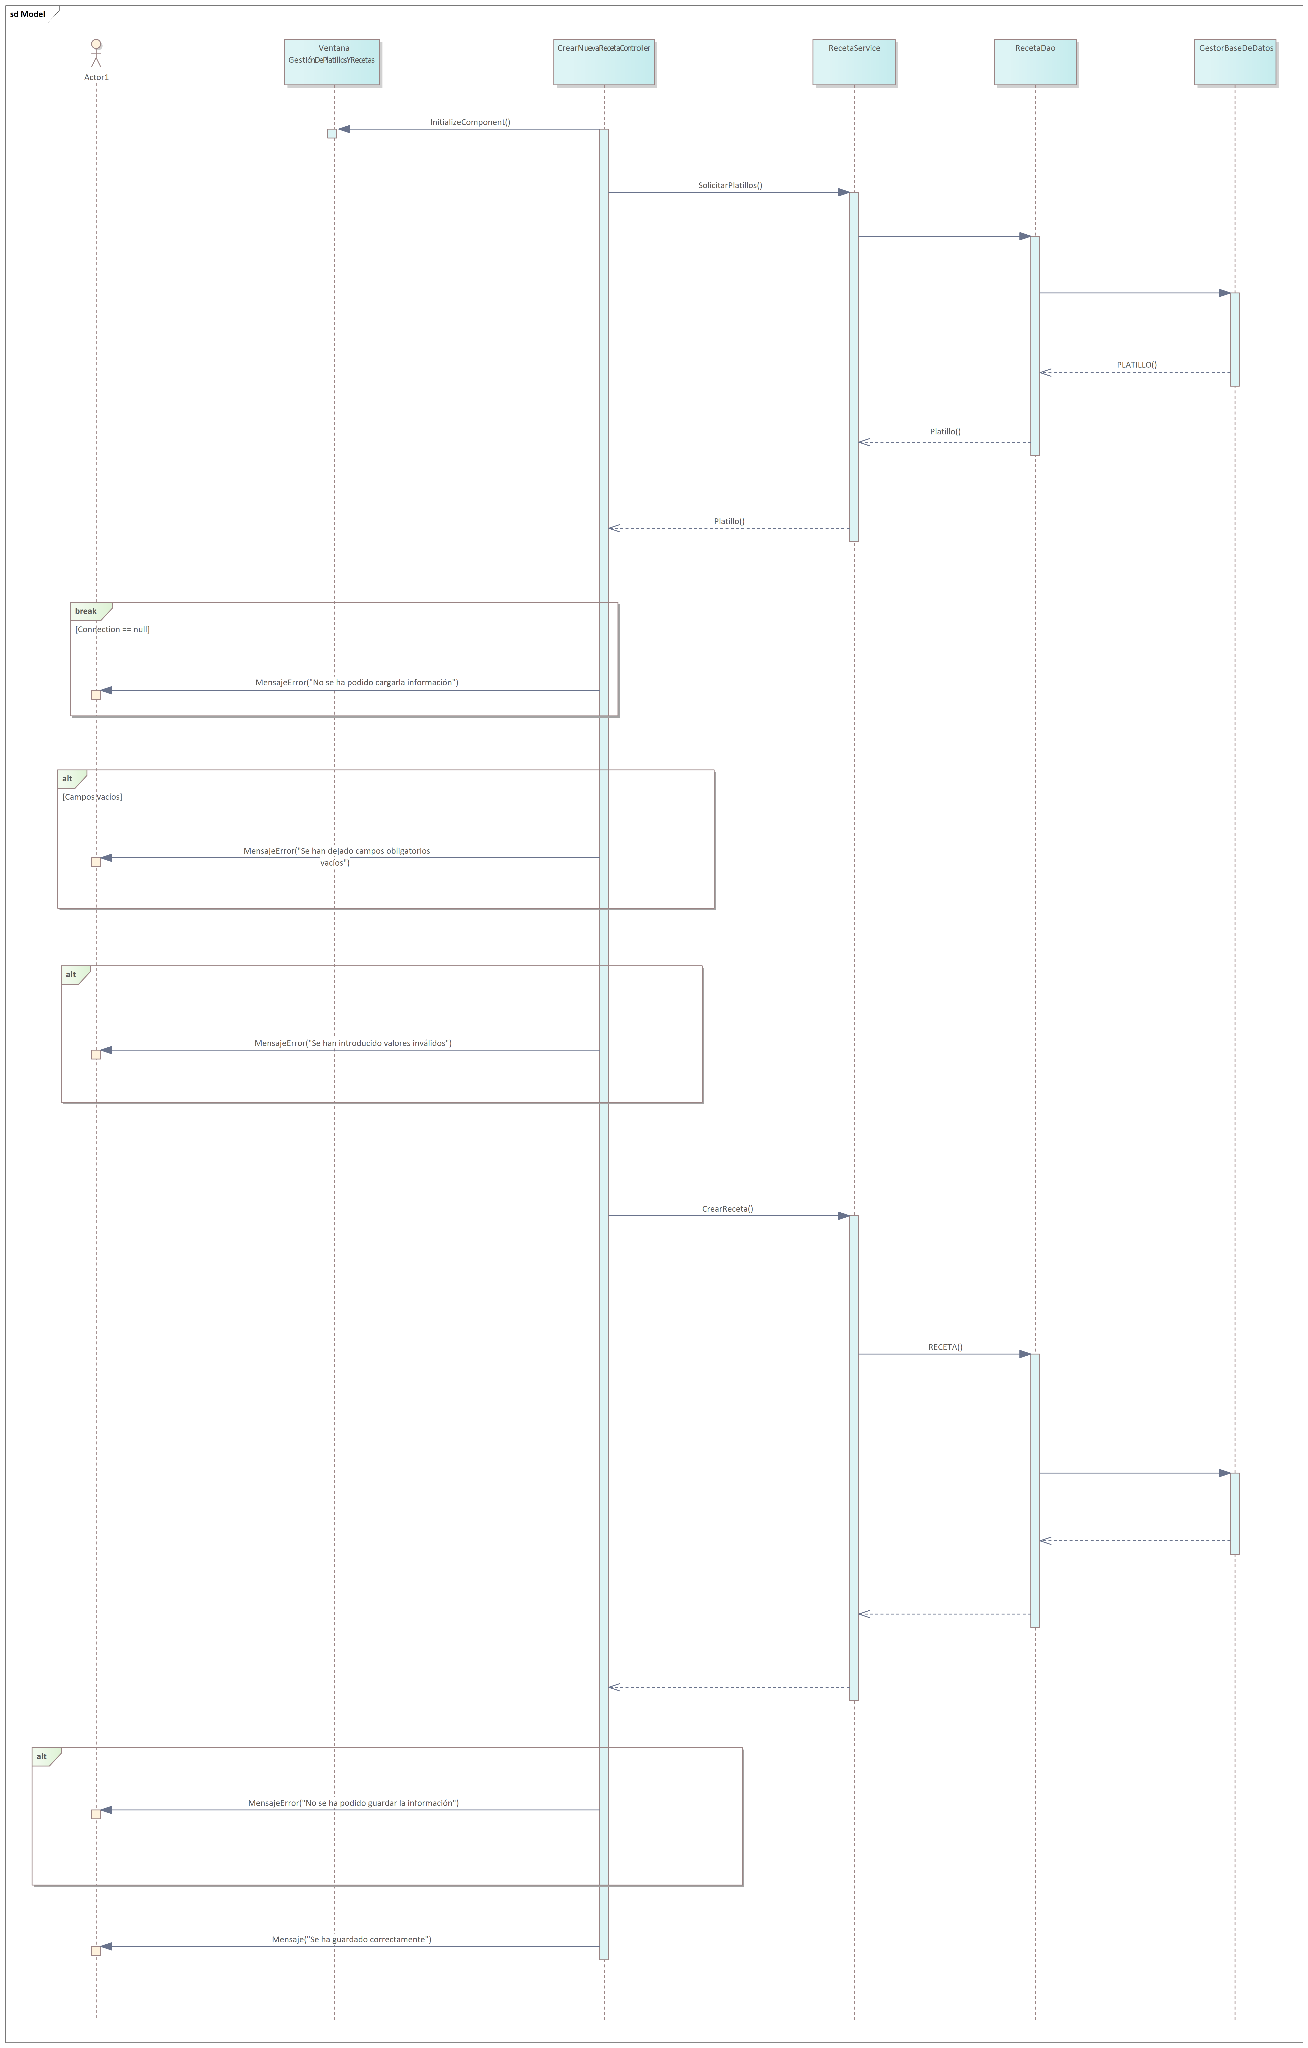 sd Model
Actor1
Ventana
GestiónDePlatillosYRecetas
CrearNuevaRecetaController
RecetaService
RecetaDao
GestorBaseDeDatos
InitializeComponent()
SolicitarPlatillos()
PLATILLO()
Platillo()
Platillo()
break
[Connection == null]
MensajeError("No se ha podido cargarla información")
alt
[Campos vacíos]
MensajeError("Se han dejado campos obligatorios
vacíos")
alt
MensajeError("Se han introducido valores inválidos")
CrearReceta()
RECETA()
alt
MensajeError("No se ha podido guardar la información")
Mensaje("Se ha guardado correctamente")